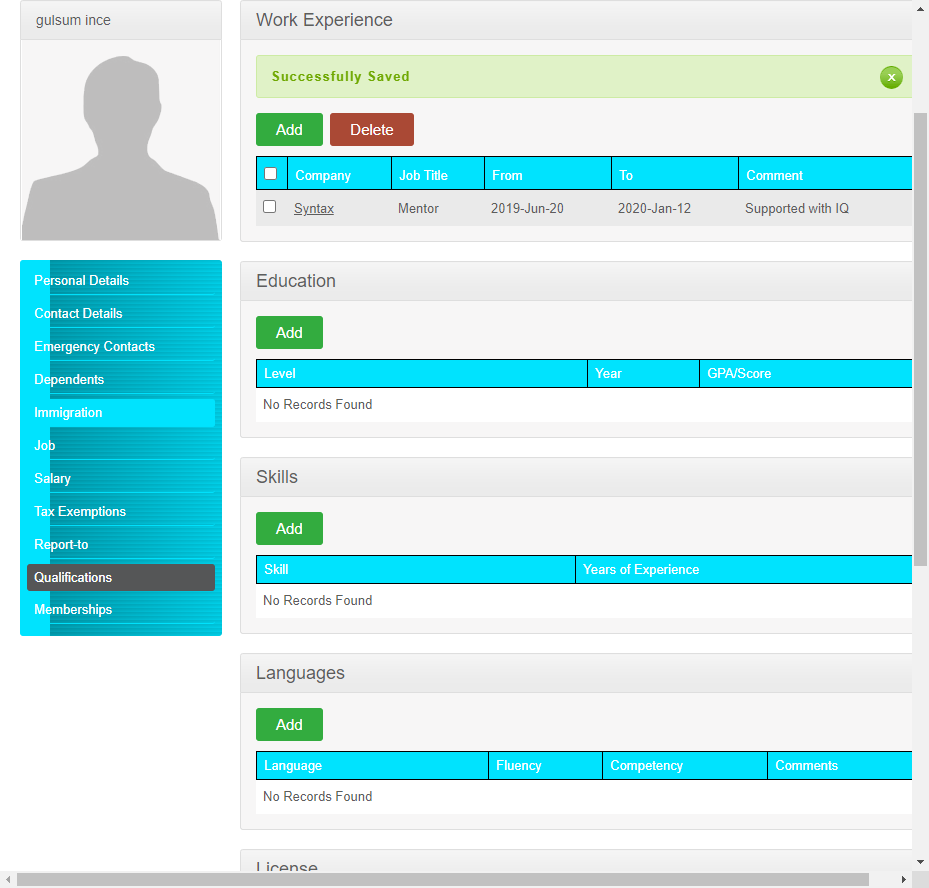 gulsum ince
Personal Details
Contact Details
Emergency Contacts
Dependents
Immigration
Job
Salary
Tax Exemptions
Report-to
Qualifications
Memberships
Work Experience
Successfully Saved
x
Add Delete
Company Job Title From To Comment
Syntax Mentor 2019-Jun-20 2020-Jan-12 Supported with IQ
Education
Add
Level Year GPA/Score
No Records Found
Skills
Add
Skill Years of Experience
No Records Found
Languages
Add
Language Fluency Competency Comments
No Records Found
License